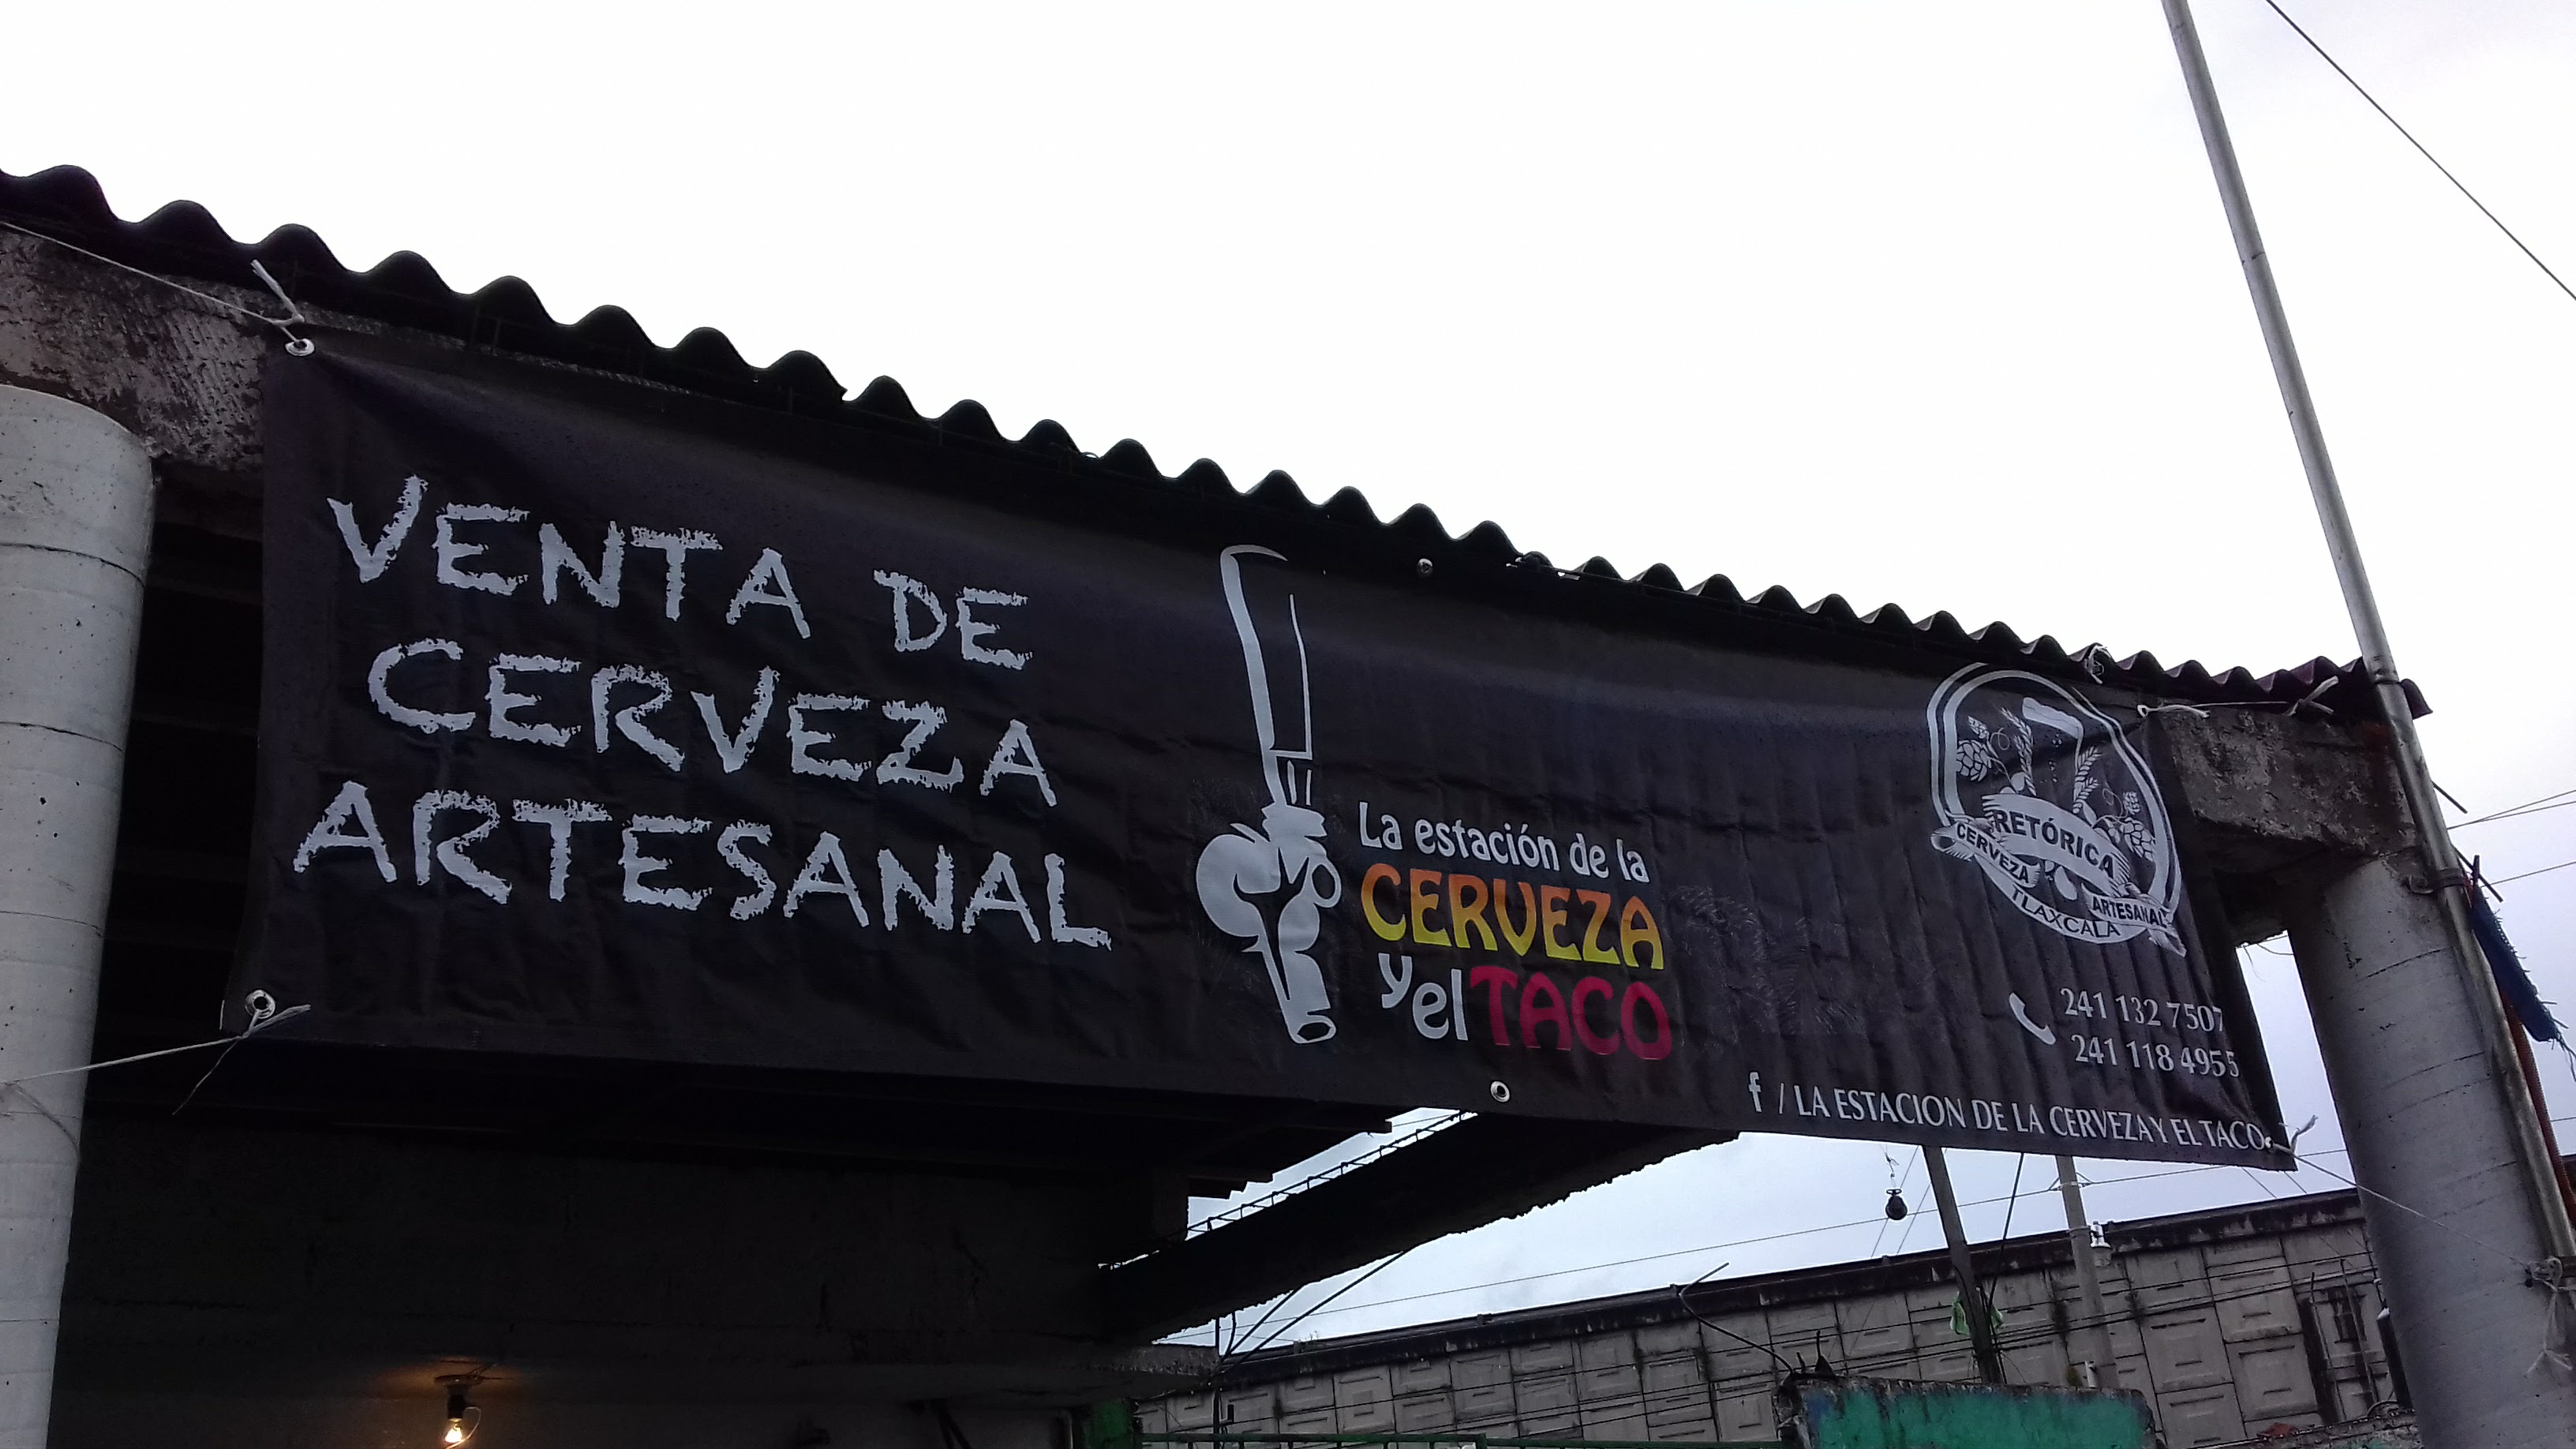 VENTA DE
CERVEZA
ARTESANAL
La estación de la
CERVEZA
y el TACO
RETÓRICA
CERVEZA ARTESANAL
TLAXCALA
241 132 7507
241 118 4955
f / LA ESTACION DE LA CERVEZA Y EL TACO